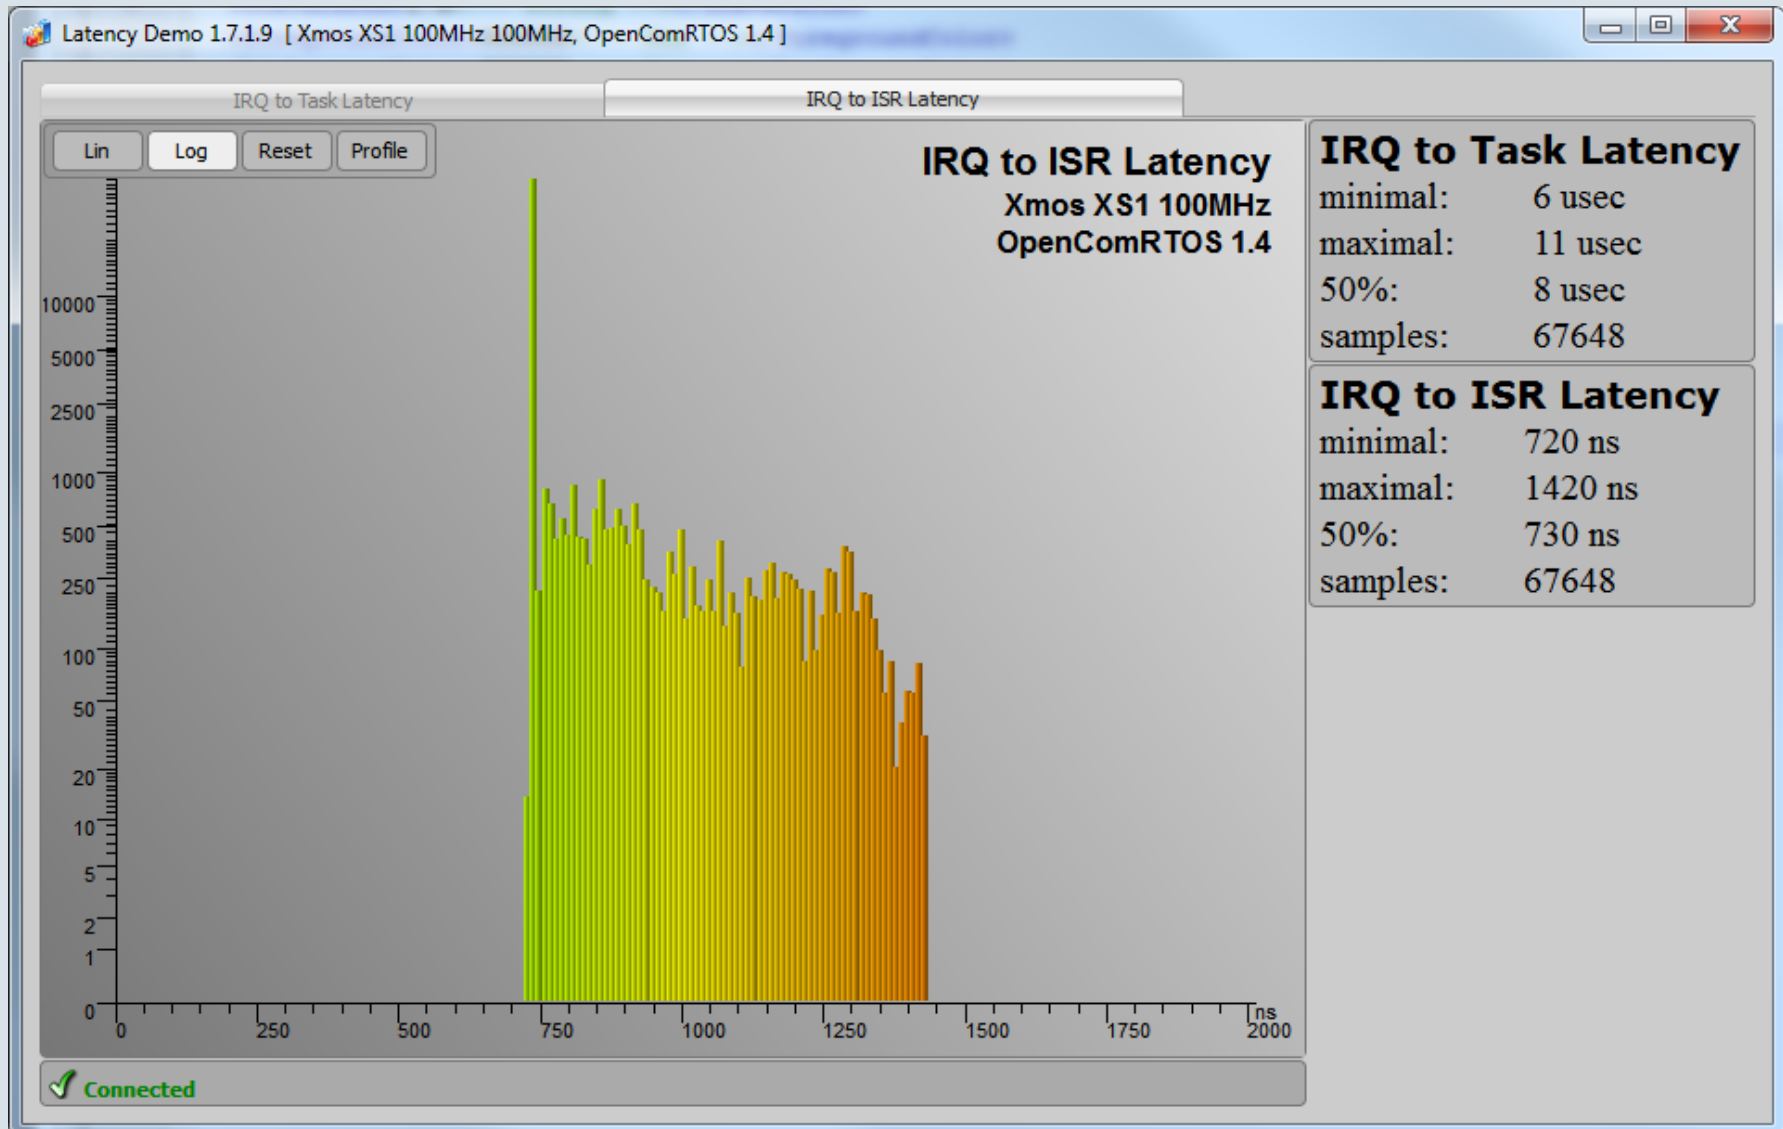 Latency Demo 1.7.1.9 [ Xmos XS1 100MHz 100MHz, OpenComRTOS 1.4 ]
IRQ to Task Latency
IRQ to ISR Latency
Lin
Log
Reset
Profile
IRQ to ISR Latency
Xmos XS1 100MHz
OpenComRTOS 1.4
10000
5000
2500
1000
500
250
100
50
20
10
5
2
1
0
0 250 500 750 1000 1250 1500 1750 2000
ns
IRQ to Task Latency
minimal: 6 usec
maximal: 11 usec
50%: 8 usec
samples: 67648
IRQ to ISR Latency
minimal: 720 ns
maximal: 1420 ns
50%: 730 ns
samples: 67648
Connected